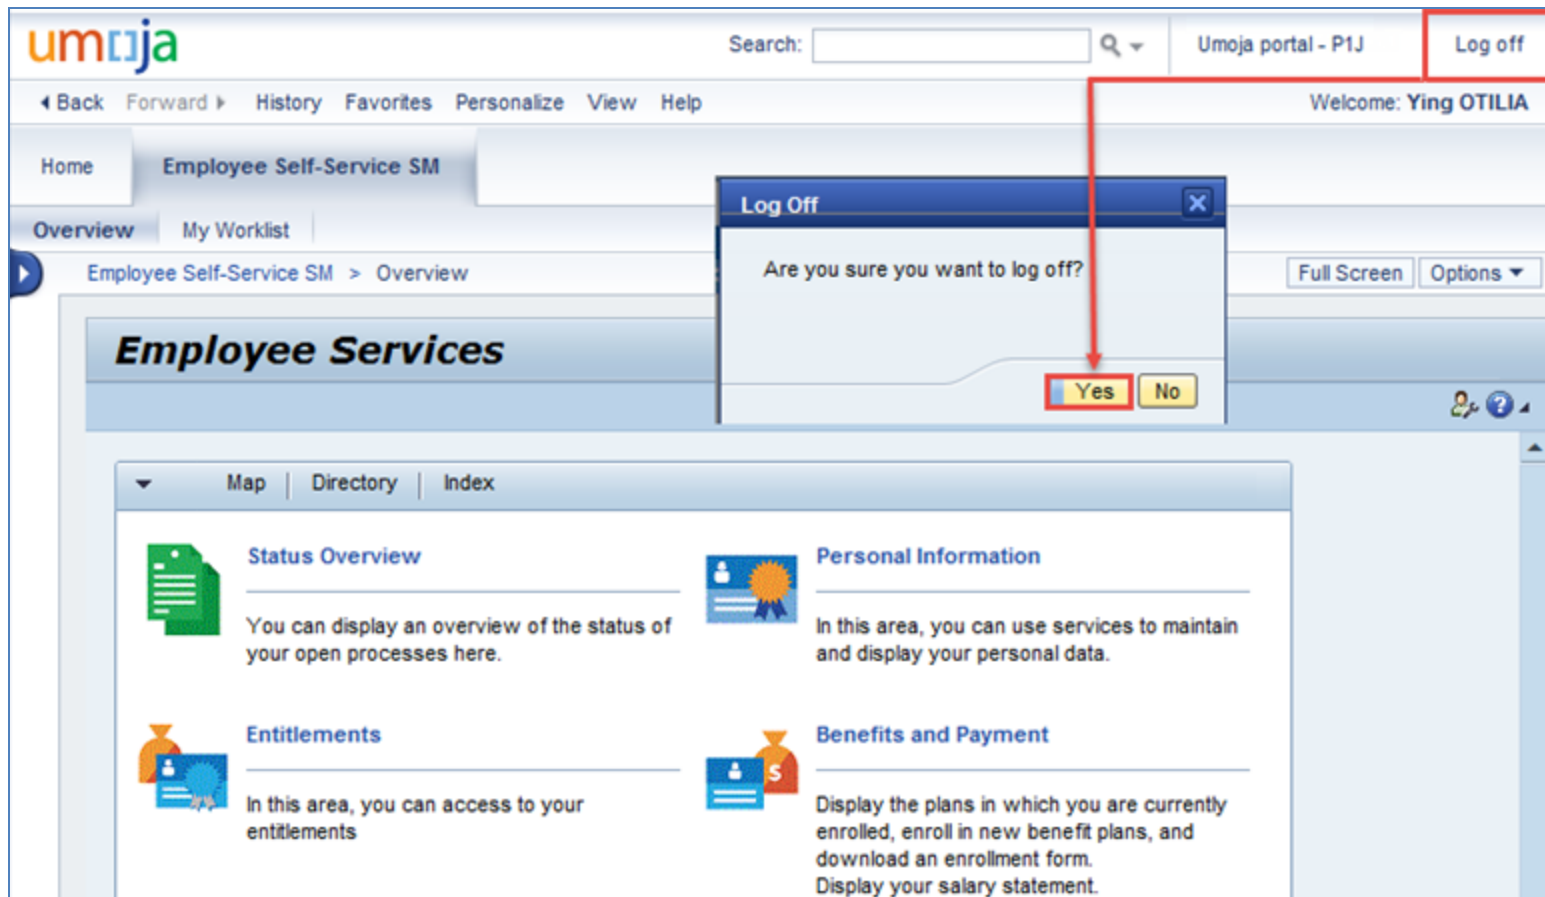 umoja
Search:
Umoja portal - P1J
Log off
Back Forward History Favorites Personalize View Help
Welcome: Ying OTILIA
Home
Employee Self-Service SM
Overview
My Worklist
Employee Self-Service SM > Overview
Full Screen
Options
Log Off
Are you sure you want to log off?
Yes
No
Employee Services
Map | Directory | Index
Status Overview
You can display an overview of the status of
your open processes here.
Personal Information
In this area, you can use services to maintain
and display your personal data.
Entitlements
In this area, you can access to your
entitlements
Benefits and Payment
Display the plans in which you are currently
enrolled, enroll in new benefit plans, and
download an enrollment form.
Display your salary statement.